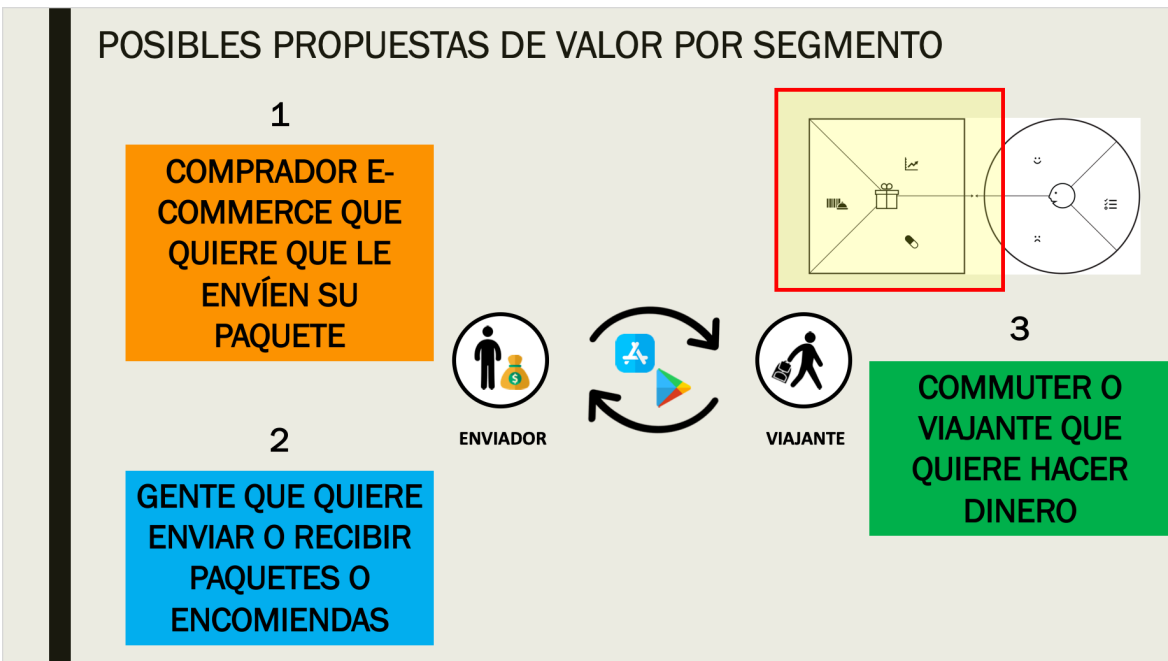 POSIBLES PROPUESTAS DE VALOR POR SEGMENTO
1
COMPRADOR E-
COMMERCE QUE
QUIERE QUE LE
ENVÍEN SU
PAQUETE
ENVIADOR
VIAJANTE
2
GENTE QUE QUIERE
ENVIAR O RECIBIR
PAQUETES O
ENCOMIENDAS
3
COMMUTER O
VIAJANTE QUE
QUIERE HACER
DINERO